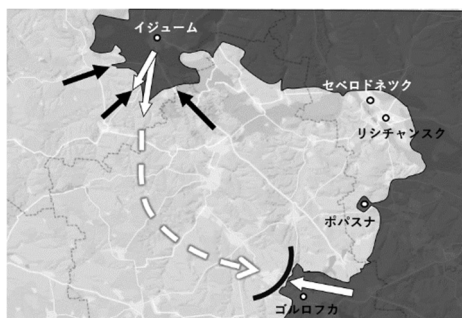 イジューム
セベロドネツク
リシチャンスク
ポパスナ
ゴルロフカ